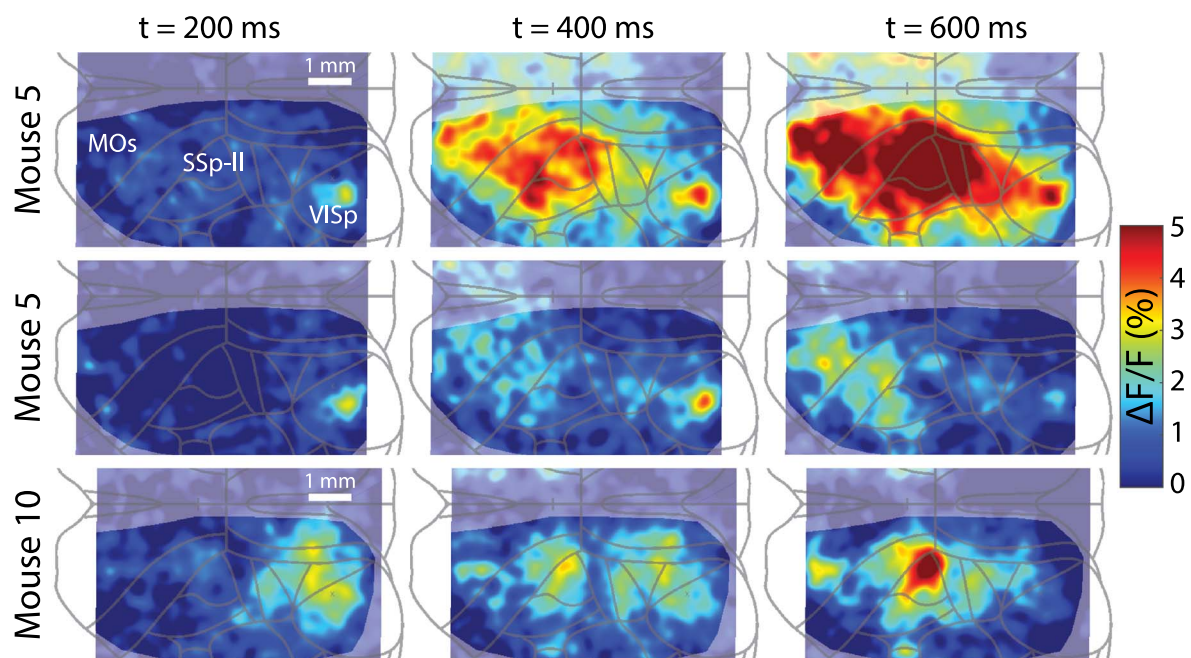 t = 200 ms
t = 400 ms
t = 600 ms
Mouse 5
1 mm
MOs
SSp-II
VISp
Mouse 5
Mouse 10
1 mm
5
4
3
2
1
0
ΔF/F (%)